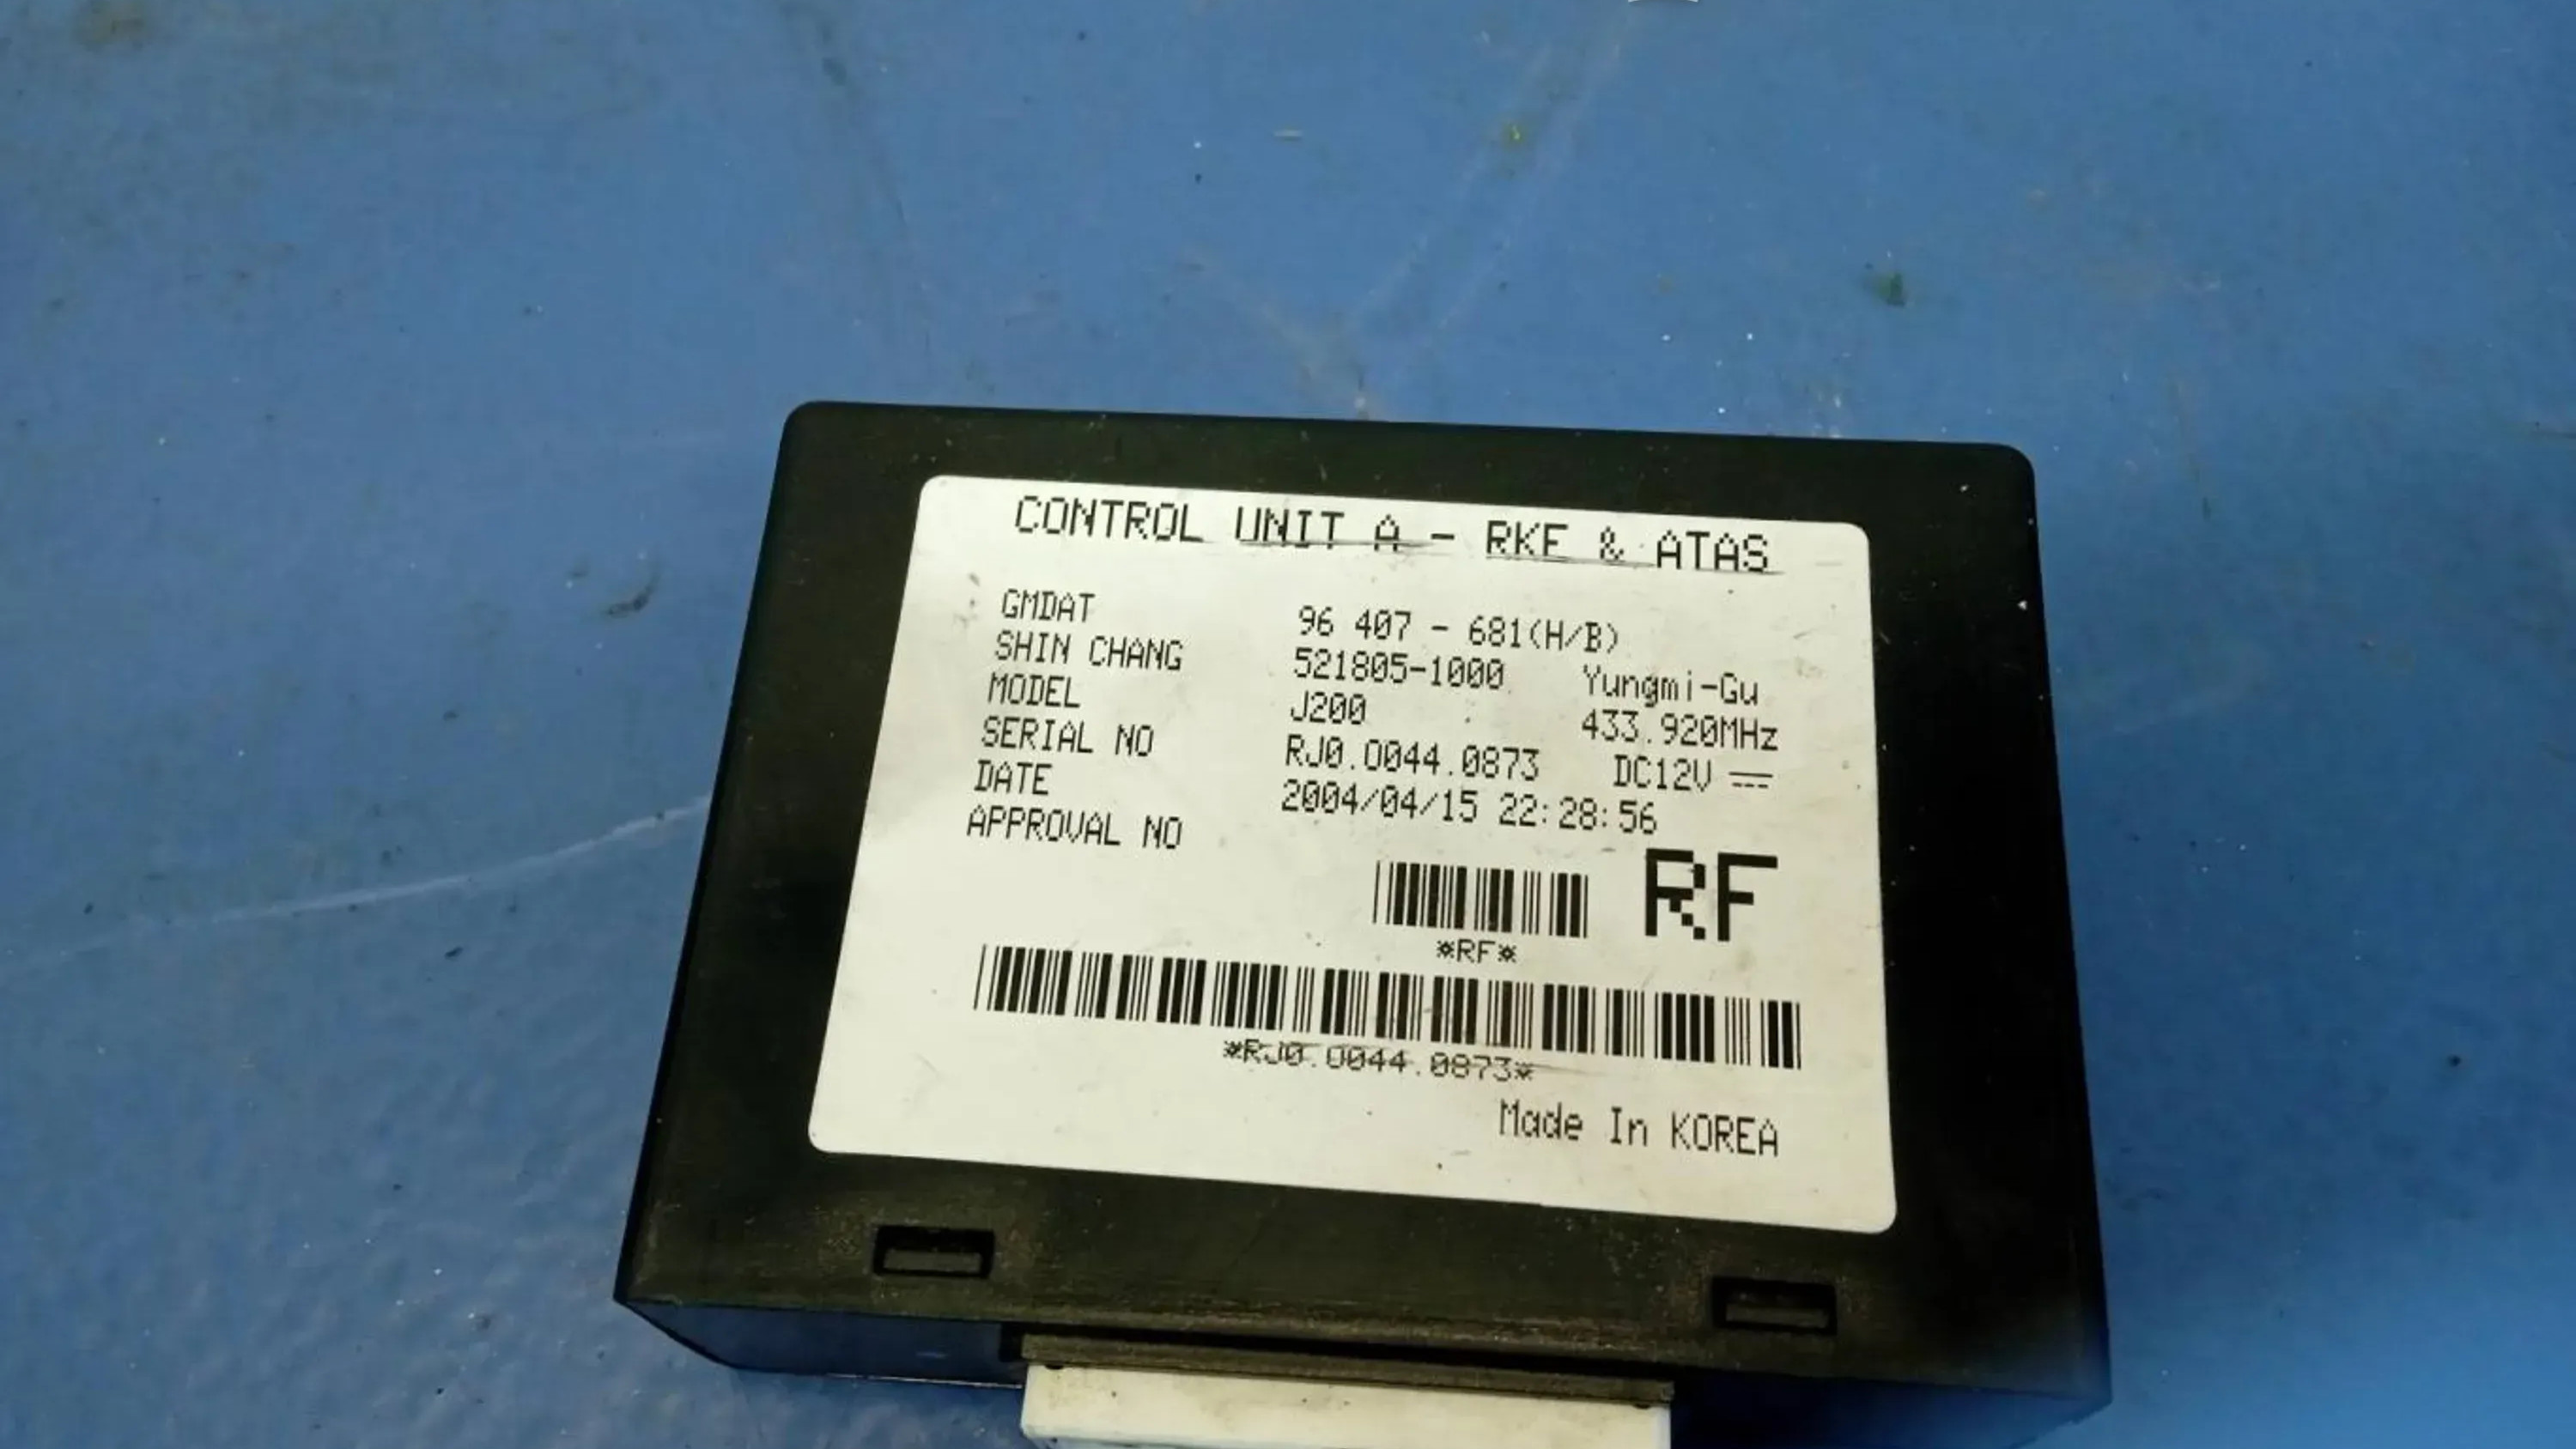 CONTROL UNIT A - RKE & ATAS
GMDAT 96 407 - 681(H/B)
SHIN CHANG 521805-1000 Yungmi-Gu
MODEL J200 433.920MHz
SERIAL NO RJ0.O044.0873 DC12V
DATE 2004/04/15 22:28:56
APPROVAL NO
RF
*RF*
*RJ0.O044.0873*
Made In KOREA